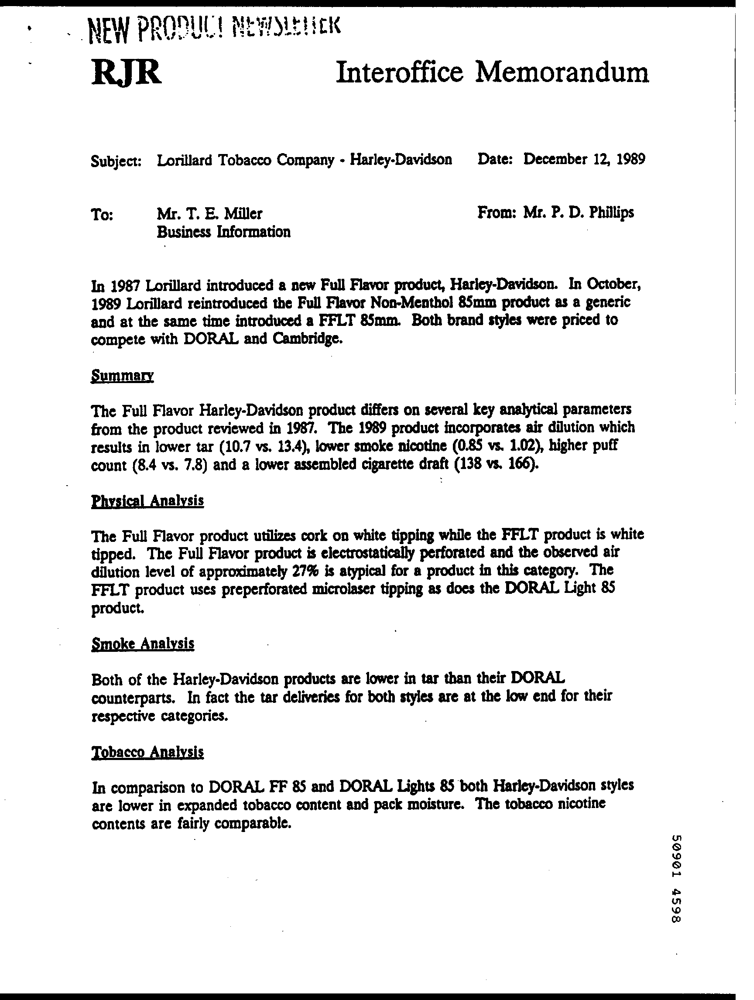 NEW PRODUCT NEWSLETTER
RJR Interoffice Memorandum
Subject: Lorillard Tobacco Company - Harley-Davidson Date: December 12, 1989
To: Mr. T. E. Miller From: Mr. P. D. Phillips
Business Information
In 1987 Lorillard introduced a new Full Flavor product, Harley-Davidson. In October,
1989 Lorillard reintroduced the Full Flavor Non-Menthol 85mm product as a generic
and at the same time introduced a FFLT 85mm. Both brand styles were priced to
compete with DORAL and Cambridge.
Summary
The Full Flavor Harley-Davidson product differs on several key analytical parameters
from the product reviewed in 1987. The 1989 product incorporates air dilution which
results in lower tar (10.7 vs. 13.4), lower smoke nicotine (0.85 vs. 1.02), higher puff
count (8.4 vs. 7.8) and a lower assembled cigarette draft (138 vs. 166).
Physical Analysis
The Full Flavor product utilizes cork on white tipping while the FFLT product is white
tipped. The Full Flavor product is electrostatically perforated and the observed air
dilution level of approximately 27% is atypical for a product in this category. The
FFLT product uses preperforated microlaser tipping as does the DORAL Light 85
product.
Smoke Analysis
Both of the Harley-Davidson products are lower in tar than their DORAL
counterparts. In fact the tar deliveries for both styles are at the low end for their
respective categories.
Tobacco Analysis
In comparison to DORAL FF 85 and DORAL Lights 85 both Harley-Davidson styles
are lower in expanded tobacco content and pack moisture. The tobacco nicotine
contents are fairly comparable.
50901 4598